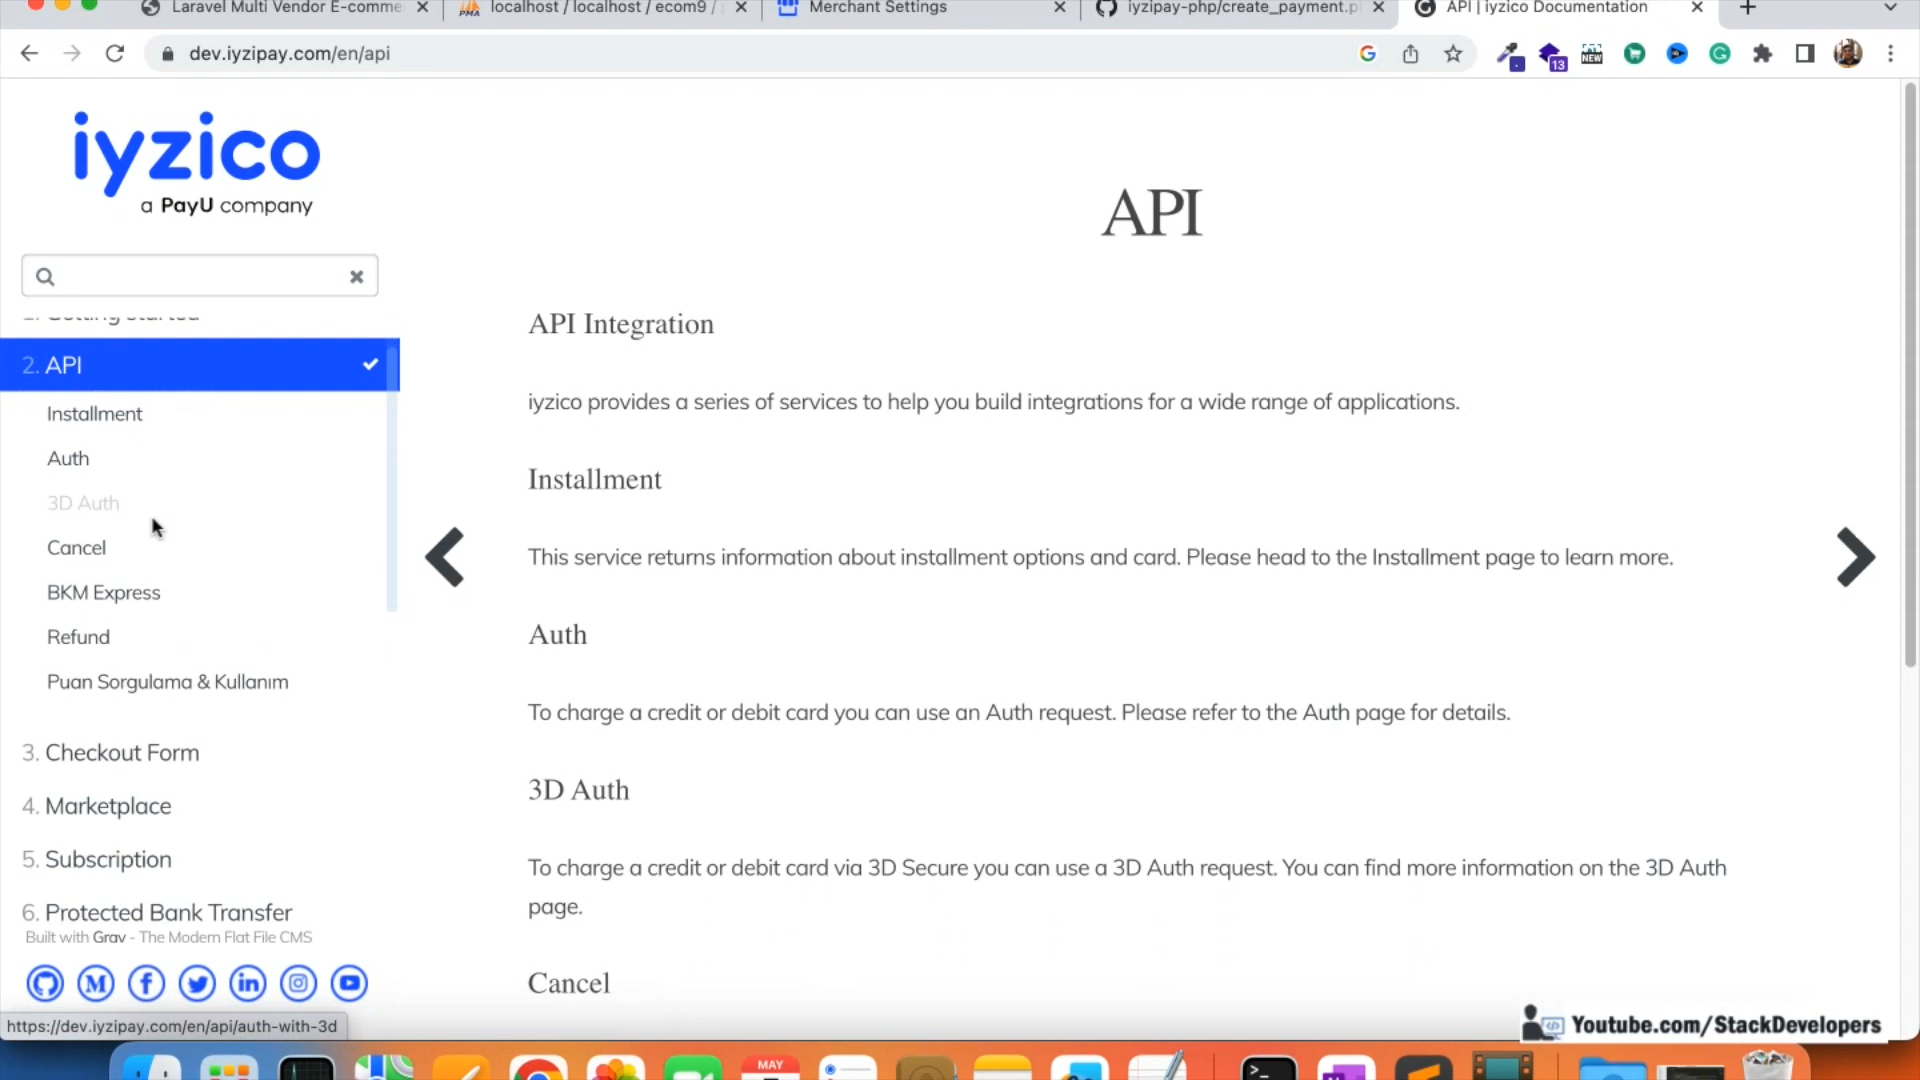 Laravel Multi Vendor E-comme
localhost / localhost / ecom9 /
Merchant Settings
iyzipay-php/create_payment.p
API | iyzico Documentation
dev.iyzipay.com/en/api
13
NEW
iyzico
a PayU company
1. Getting Started
2. API
Installment
Auth
3D Auth
Cancel
BKM Express
Refund
Puan Sorgulama & Kullanım
3. Checkout Form
4. Marketplace
5. Subscription
6. Protected Bank Transfer
Built with Grav - The Modern Flat File CMS
https://dev.iyzipay.com/en/api/auth-with-3d
API
API Integration
iyzico provides a series of services to help you build integrations for a wide range of applications.
Installment
This service returns information about installment options and card. Please head to the Installment page to learn more.
Auth
To charge a credit or debit card you can use an Auth request. Please refer to the Auth page for details.
3D Auth
To charge a credit or debit card via 3D Secure you can use a 3D Auth request. You can find more information on the 3D Auth
page.
Cancel
Youtube.com/StackDevelopers
MAY